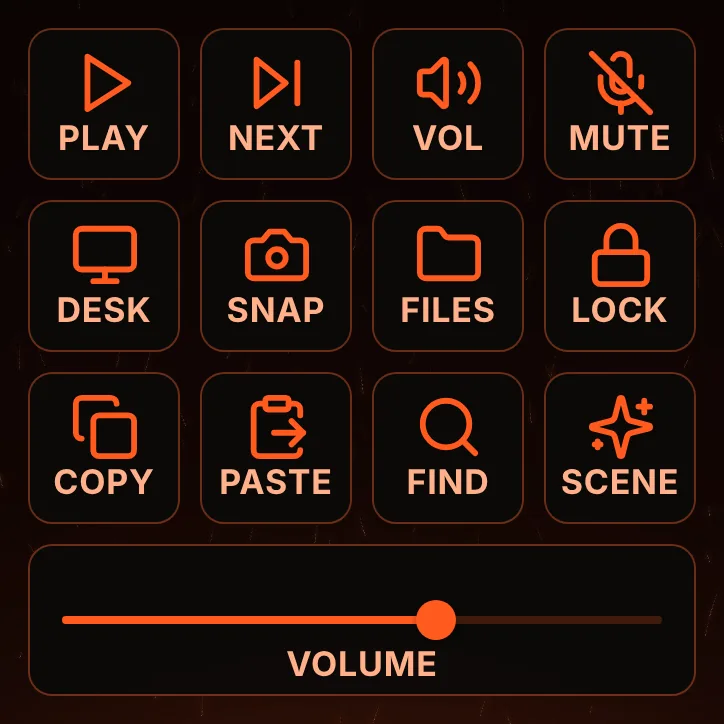 PLAY
NEXT
VOL
MUTE
DESK
SNAP
FILES
LOCK
COPY
PASTE
FIND
SCENE
VOLUME